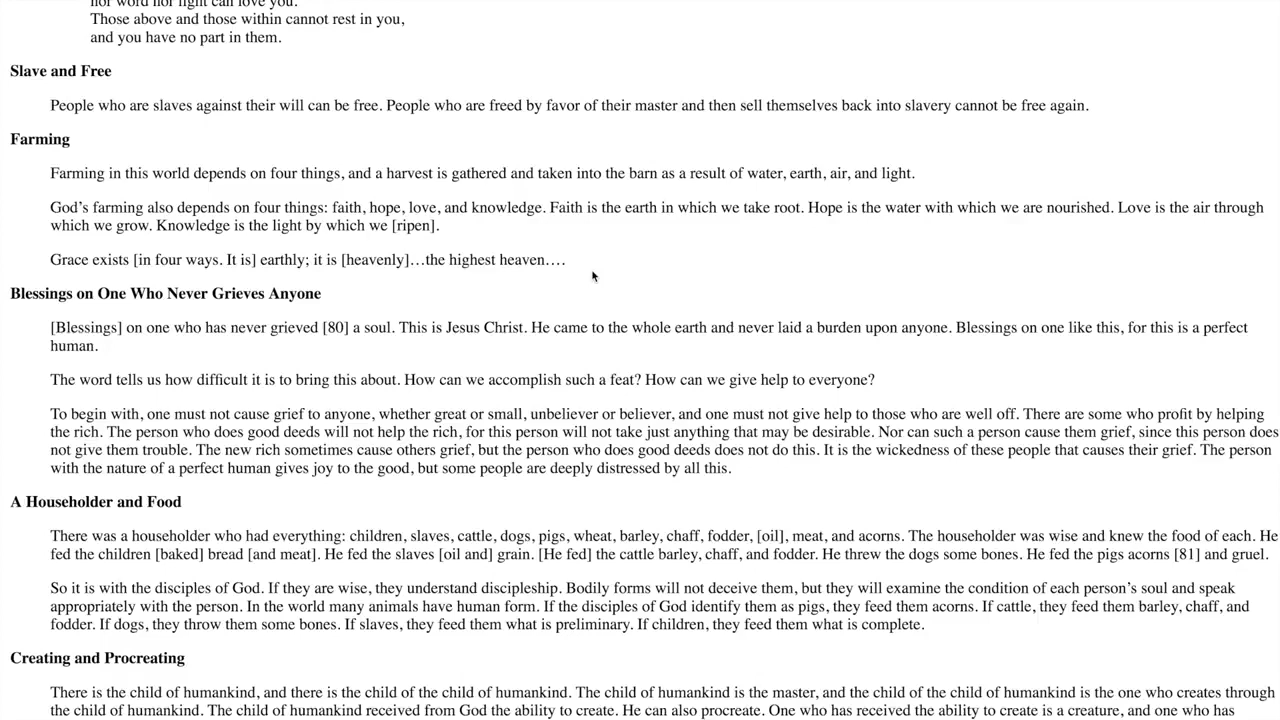 nor word nor light can love you.
Those above and those within cannot rest in you,
and you have no part in them.
Slave and Free
People who are slaves against their will can be free. People who are freed by favor of their master and then sell themselves back into slavery cannot be free again.
Farming
Farming in this world depends on four things, and a harvest is gathered and taken into the barn as a result of water, earth, air, and light.
God’s farming also depends on four things: faith, hope, love, and knowledge. Faith is the earth in which we take root. Hope is the water with which we are nourished. Love is the air through
which we grow. Knowledge is the light by which we [ripen].
Grace exists [in four ways. It is] earthly; it is [heavenly]…the highest heaven….
Blessings on One Who Never Grieves Anyone
[Blessings] on one who has never grieved [80] a soul. This is Jesus Christ. He came to the whole earth and never laid a burden upon anyone. Blessings on one like this, for this is a perfect
human.
The word tells us how difficult it is to bring this about. How can we accomplish such a feat? How can we give help to everyone?
To begin with, one must not cause grief to anyone, whether great or small, unbeliever or believer, and one must not give help to those who are well off. There are some who profit by helping
the rich. The person who does good deeds will not help the rich, for this person will not take just anything that may be desirable. Nor can such a person cause them grief, since this person does
not give them trouble. The new rich sometimes cause others grief, but the person who does good deeds does not do this. It is the wickedness of these people that causes their grief. The person
with the nature of a perfect human gives joy to the good, but some people are deeply distressed by all this.
A Householder and Food
There was a householder who had everything: children, slaves, cattle, dogs, pigs, wheat, barley, chaff, fodder, [oil], meat, and acorns. The householder was wise and knew the food of each. He
fed the children [baked] bread [and meat]. He fed the slaves [oil and] grain. [He fed] the cattle barley, chaff, and fodder. He threw the dogs some bones. He fed the pigs acorns [81] and gruel.
So it is with the disciples of God. If they are wise, they understand discipleship. Bodily forms will not deceive them, but they will examine the condition of each person’s soul and speak
appropriately with the person. In the world many animals have human form. If the disciples of God identify them as pigs, they feed them acorns. If cattle, they feed them barley, chaff, and
fodder. If dogs, they throw them some bones. If slaves, they feed them what is preliminary. If children, they feed them what is complete.
Creating and Procreating
There is the child of humankind, and there is the child of the child of humankind. The child of humankind is the master, and the child of the child of humankind is the one who creates through
the child of humankind. The child of humankind received from God the ability to create. He can also procreate. One who has received the ability to create is a creature, and one who has